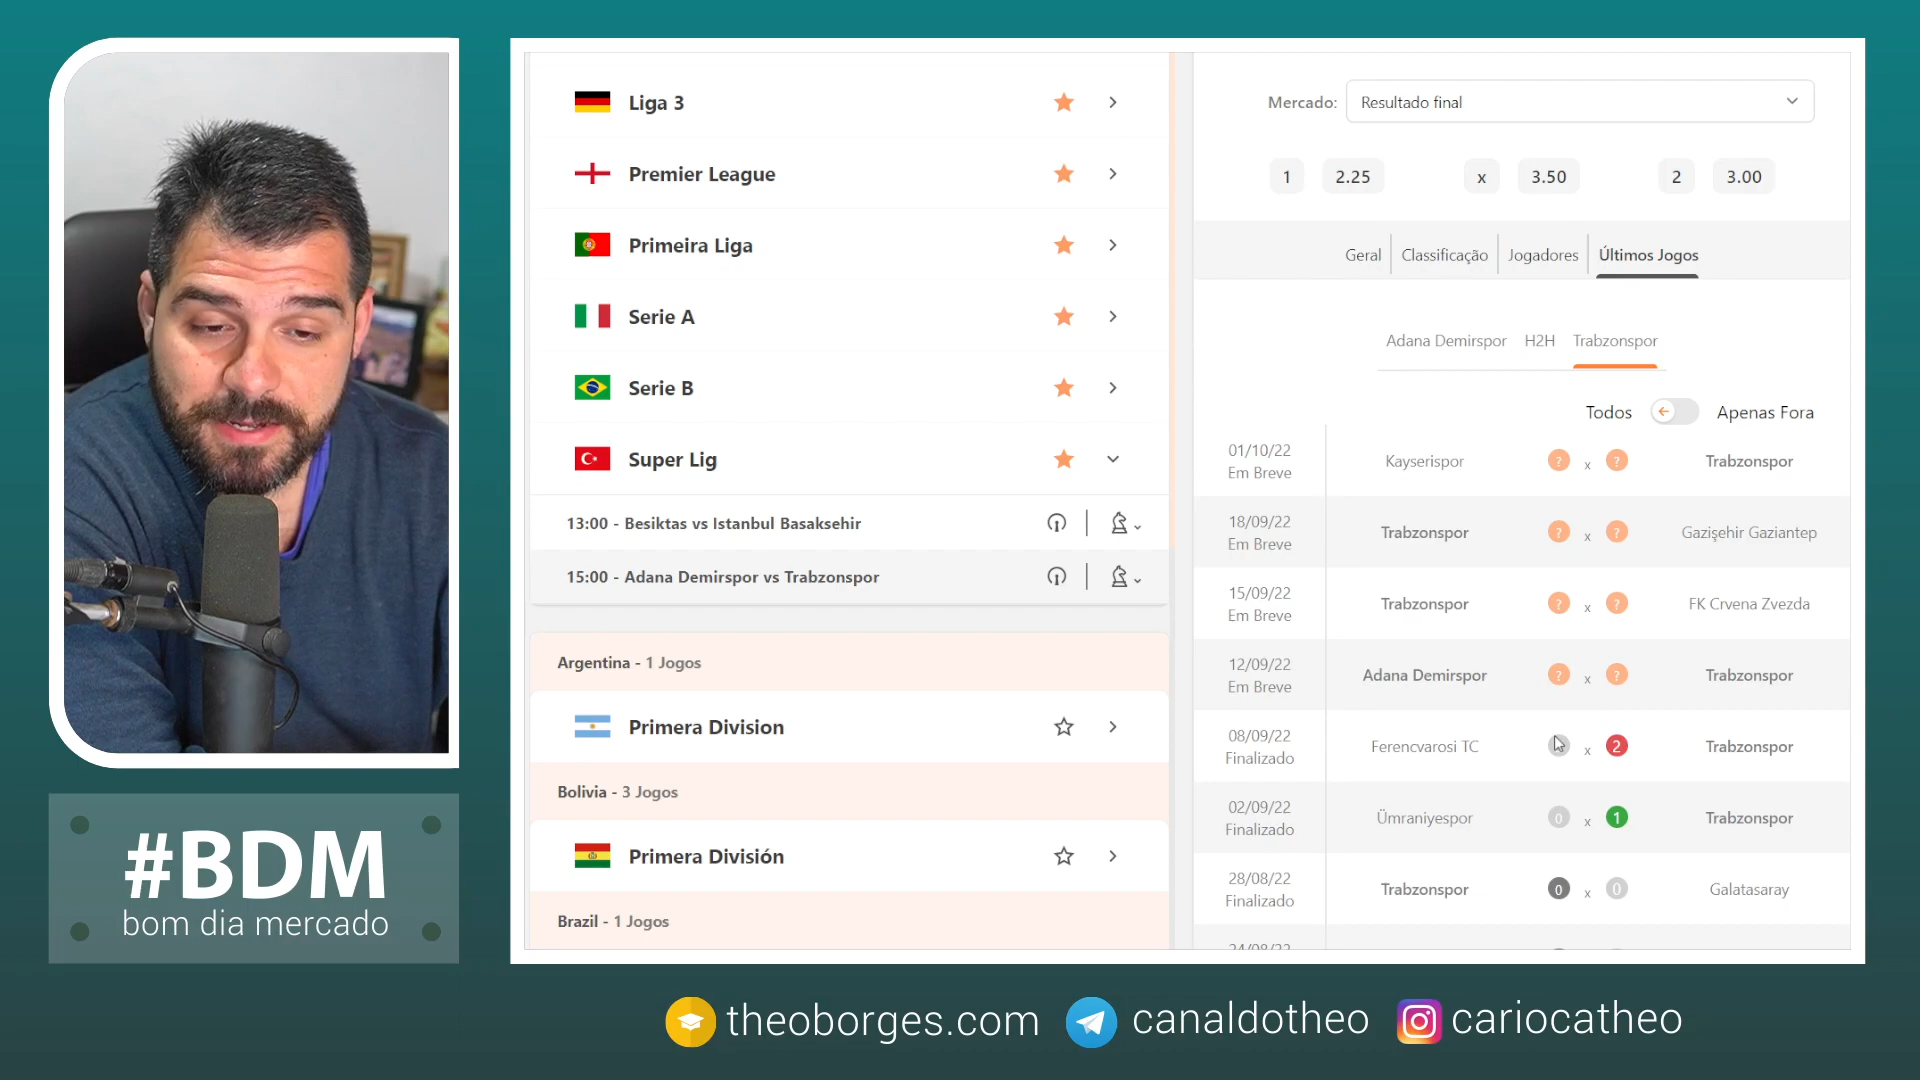 Liga 3
Premier League
Primeira Liga
Serie A
Serie B
Super Lig
13:00 - Besiktas vs Istanbul Basaksehir
15:00 - Adana Demirspor vs Trabzonspor
Argentina - 1 Jogos
Primera Division
Bolivia - 3 Jogos
Primera División
Brazil - 1 Jogos
Mercado: Resultado final
1 2.25 x 3.50 2 3.00
Geral Classificação Jogadores Últimos Jogos
Adana Demirspor H2H Trabzonspor
Todos Apenas Fora
01/10/22
Em Breve
Kayserispor ? x ? Trabzonspor
18/09/22
Em Breve
Trabzonspor ? x ? Gazişehir Gaziantep
15/09/22
Em Breve
Trabzonspor ? x ? FK Crvena Zvezda
12/09/22
Em Breve
Adana Demirspor ? x ? Trabzonspor
08/09/22
Finalizado
Ferencvarosi TC x 2 Trabzonspor
02/09/22
Finalizado
Ümraniyespor 0 x 1 Trabzonspor
28/08/22
Finalizado
Trabzonspor 0 x 0 Galatasaray
#BDM
bom dia mercado
theoborges.com canaldotheo cariocatheo